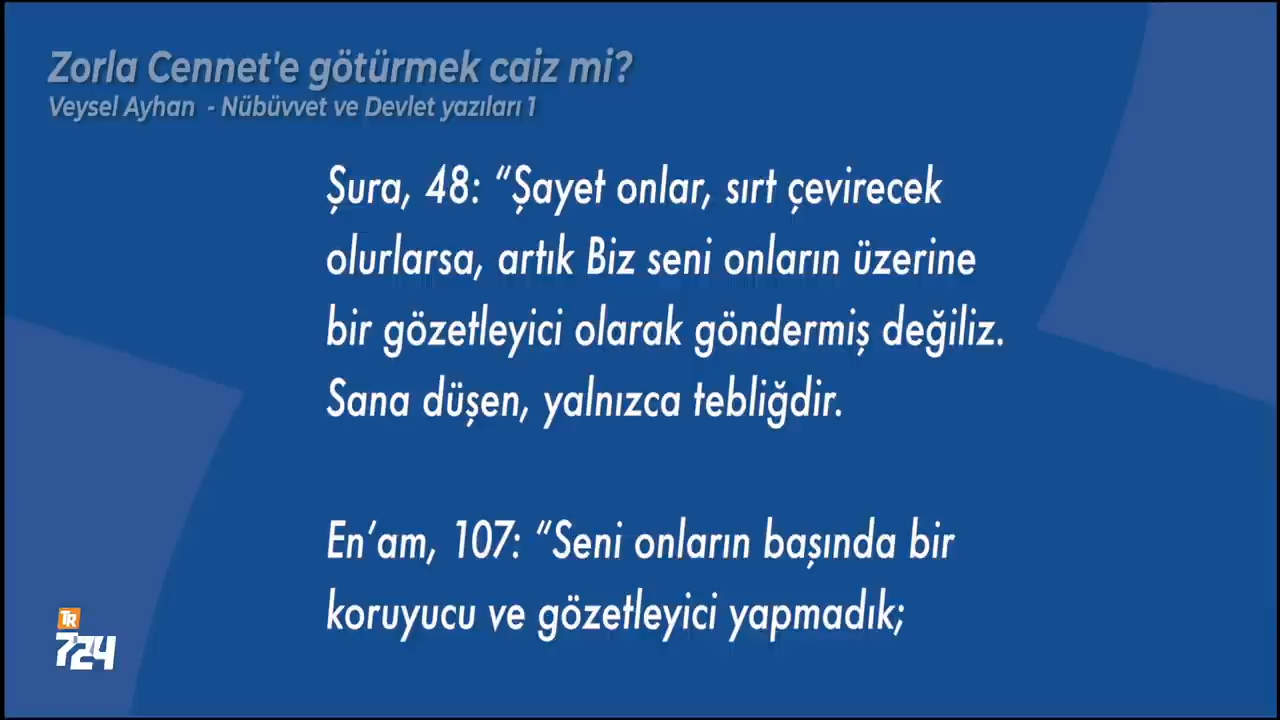 Zorla Cennet'e götürmek caiz mi?
Veysel Ayhan - Nübüvvet ve Devlet yazıları 1
Şura, 48: “Şayet onlar, sırt çevirecek
olurlarsa, artık Biz seni onların üzerine
bir gözetleyici olarak göndermiş değiliz.
Sana düşen, yalnızca tebliğdir.
En’am, 107: “Seni onların başında bir
koruyucu ve gözetleyici yapmadık;
TR
724